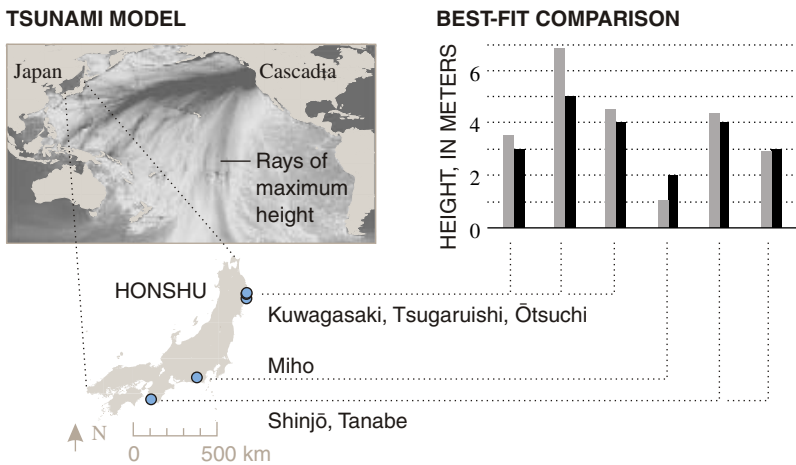 TSUNAMI MODEL
Japan
Cascadia
Rays of
maximum
height
BEST-FIT COMPARISON
HEIGHT, IN METERS
6
4
2
0
HONSHU
Kuwagasaki, Tsugaruishi, Ōtsuchi
Miho
Shinjō, Tanabe
N
0 500 km